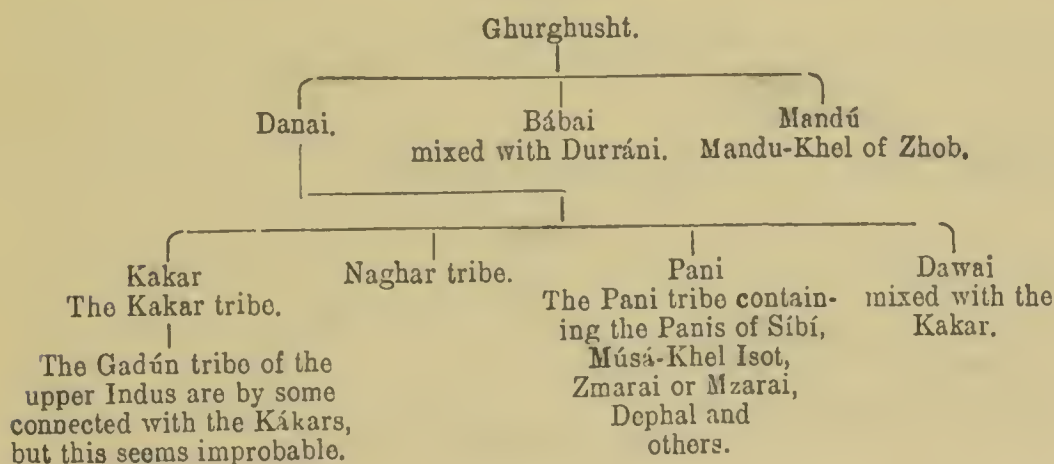 Ghurghusht.
Danai.
Bábai
mixed with Durráni.
Mandú
Mandu-Khel of Zhob.
Kakar
The Kakar tribe.
The Gadún tribe of the
upper Indus are by some
connected with the Kákars,
but this seems improbable.
Naghar tribe.
Pani
The Pani tribe contain-
ing the Panis of Síbí,
Músá-Khel Isot,
Zmarai or Mzarai,
Dephal and
others.
Dawai
mixed with the
Kakar.